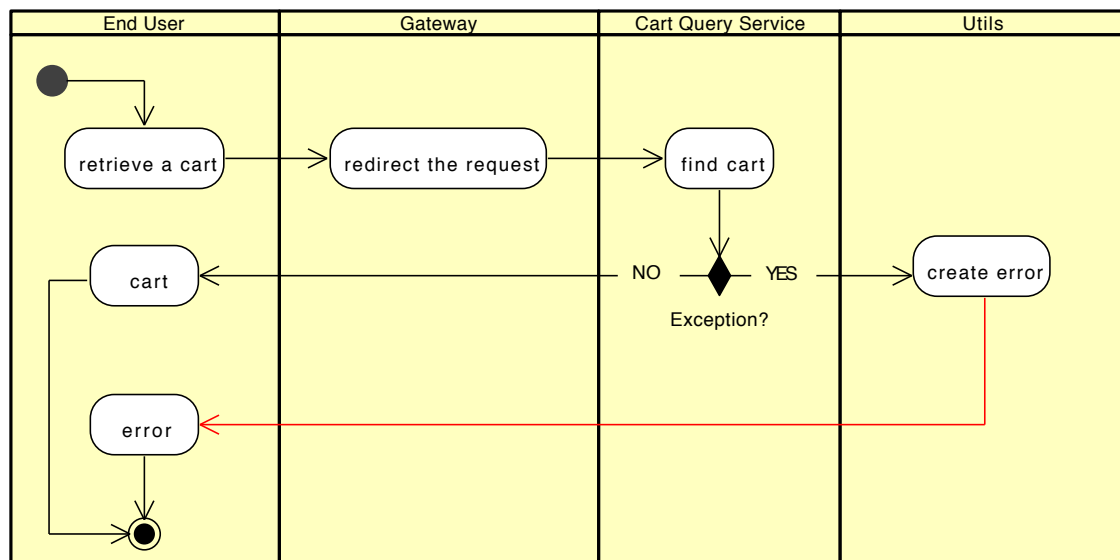 End User
Gateway
Cart Query Service
Utils
retrieve a cart
redirect the request
find cart
cart
NO
YES
create error
Exception?
error